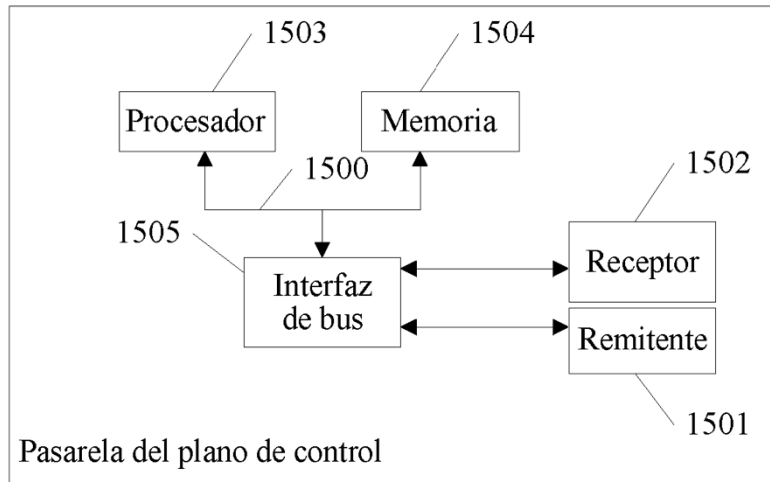 1503
1504
Procesador
Memoria
1500
1502
1505
Receptor
Interfaz
de bus
Remitente
1501
Pasarela del plano de control